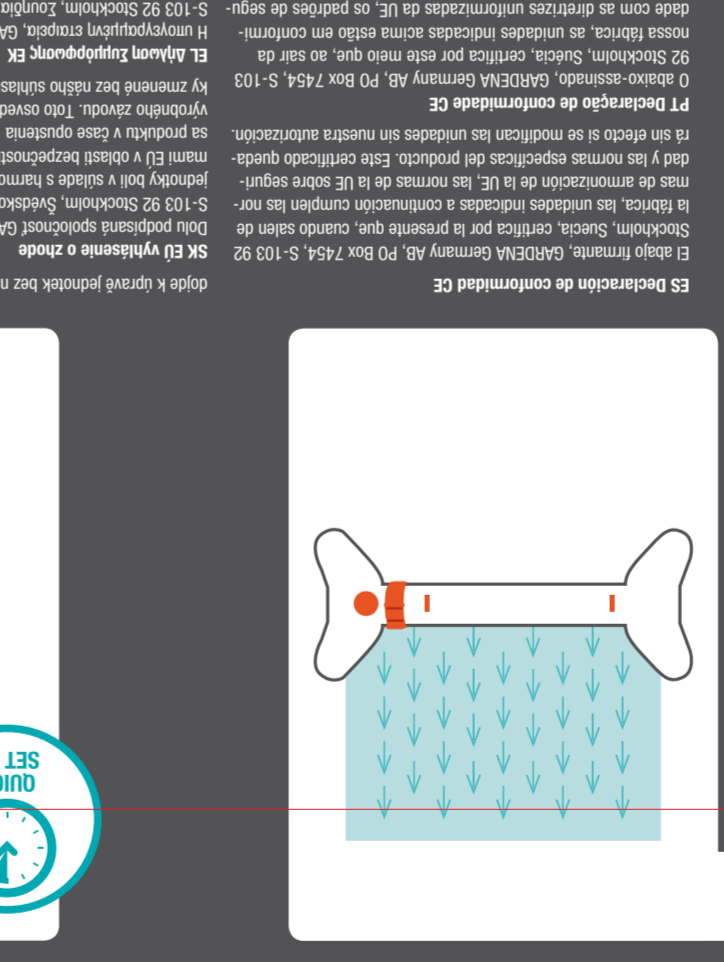 QUIC
SET
ES Declaración de conformidad CE
El abajo firmante, GARDENA Germany AB, PO Box 7454, S-103 92
Stockholm, Suecia, certifica por la presente que, cuando salen de
la fábrica, las unidades indicadas a continuación cumplen las nor-
mas de armonización de la UE, las normas de la UE sobre seguri-
dad y las normas específicas del producto. Este certificado queda-
rá sin efecto si se modifican las unidades sin nuestra autorización.
PT Declaração de conformidade CE
O abaixo-assinado, GARDENA Germany AB, PO Box 7454, S-103
92 Stockholm, Suécia, certifica por este meio que, ao sair da
nossa fábrica, as unidades indicadas acima estão em conformi-
dade com as diretrizes uniformizadas da UE, os padrões de segu-
dojde k úpravě jednotek bez n
SK EÚ vyhlásenie o zhode
Dolu podpísaná spoločnosť GA
S-103 92 Stockholm, Švédsko
jednotky boli v súlade s harmo
mami EÚ v oblasti bezpečnosti
sa produktu v čase opustenia
výrobného závodu. Toto osved
ky zmenené bez nášho súhlas
EL Δήλωση Συμμόρφωσης ΕΚ
Η υπογεγραμμένη εταιρεία, GA
S-103 92 Stockholm, Σουηδία